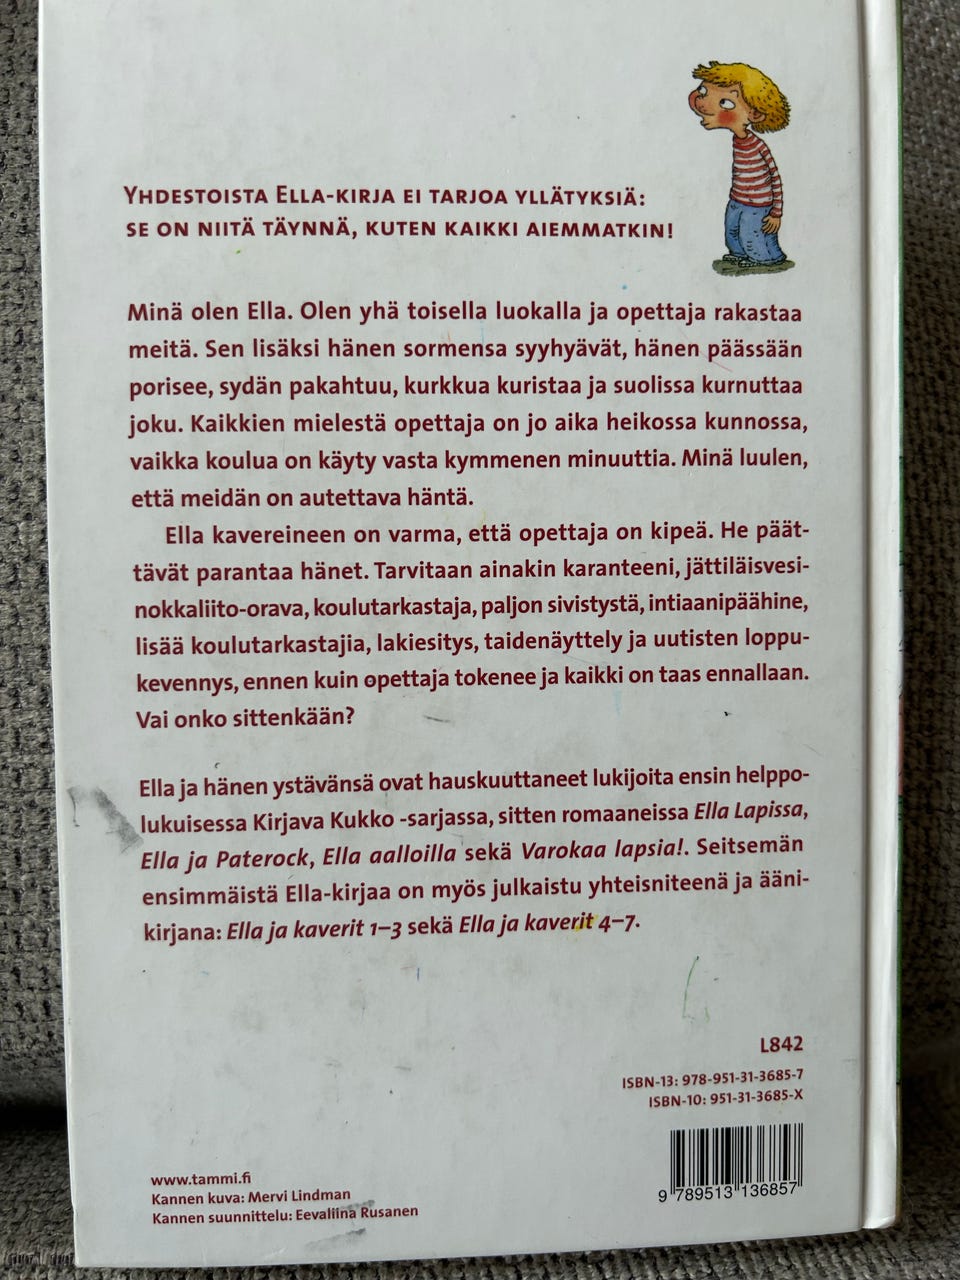 YHDESTOISTA ELLA-KIRJA EI TARJOA YLLÄTYKSIÄ:
SE ON NIITÄ TÄYNNÄ, KUTEN KAIKKI AIEMMATKIN!
Minä olen Ella. Olen yhä toisella luokalla ja opettaja rakastaa
meitä. Sen lisäksi hänen sormensa syyhyävät, hänen päässään
porisee, sydän pakahtuu, kurkkua kuristaa ja suolissa kurnuttaa
joku. Kaikkien mielestä opettaja on jo aika heikossa kunnossa,
vaikka koulua on käyty vasta kymmenen minuuttia. Minä luulen,
että meidän on autettava häntä.
Ella kavereineen on varma, että opettaja on kipeä. He päät-
tävät parantaa hänet. Tarvitaan ainakin karanteeni, jättiläisvesi-
nokkaliito-orava, koulutarkastaja, paljon sivistystä, intiaanipäähine,
lisää koulutarkastajia, lakiesitys, taidenäyttely ja uutisten loppu-
kevennys, ennen kuin opettaja tokenee ja kaikki on taas ennallaan.
Vai onko sittenkään?
Ella ja hänen ystävänsä ovat hauskuuttaneet lukijoita ensin helppo-
lukuisessa Kirjava Kukko -sarjassa, sitten romaaneissa Ella Lapissa,
Ella ja Paterock, Ella aalloilla sekä Varokaa lapsia!. Seitsemän
ensimmäistä Ella-kirjaa on myös julkaistu yhteisniteenä ja ääni-
kirjana: Ella ja kaverit 1–3 sekä Ella ja kaverit 4–7.
L842
ISBN-13: 978-951-31-3685-7
ISBN-10: 951-31-3685-X
9 789513 136857
www.tammi.fi
Kannen kuva: Mervi Lindman
Kannen suunnittelu: Eevaliina Rusanen